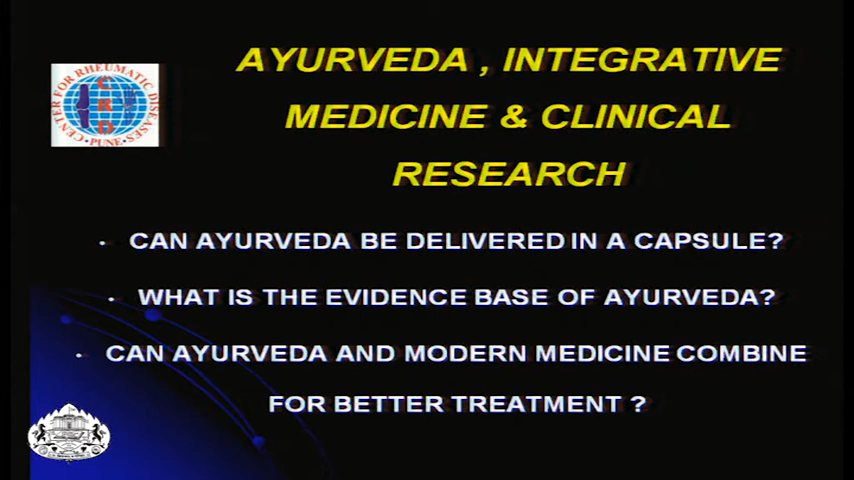 AYURVEDA , INTEGRATIVE
MEDICINE & CLINICAL
RESEARCH
CENTER FOR RHEUMATIC DISEASES
• PUNE •
CRD
• CAN AYURVEDA BE DELIVERED IN A CAPSULE?
• WHAT IS THE EVIDENCE BASE OF AYURVEDA?
• CAN AYURVEDA AND MODERN MEDICINE COMBINE
FOR BETTER TREATMENT ?